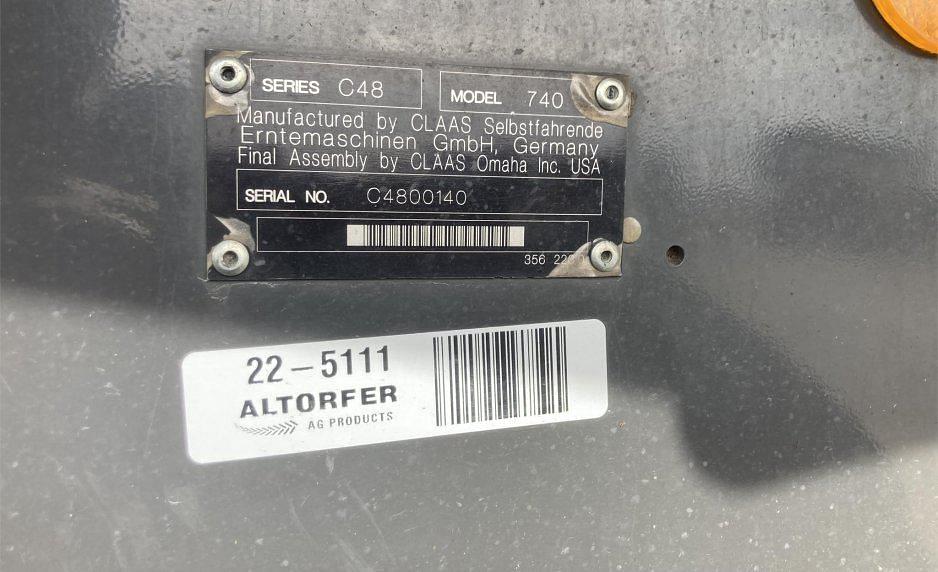 SERIES C48 MODEL 740
Manufactured by CLAAS Selbstfahrende
Erntemaschinen GmbH, Germany
Final Assembly by CLAAS Omaha Inc. USA
SERIAL NO. C4800140
356
22-5111
ALTORFER
AG PRODUCTS